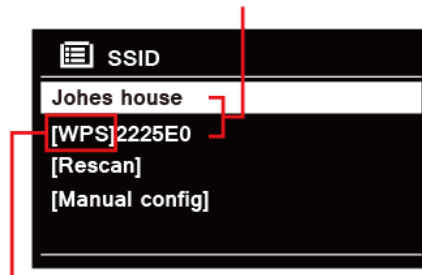 SSID
Johes house
[WPS]2225E0
[Rescan]
[Manual config]